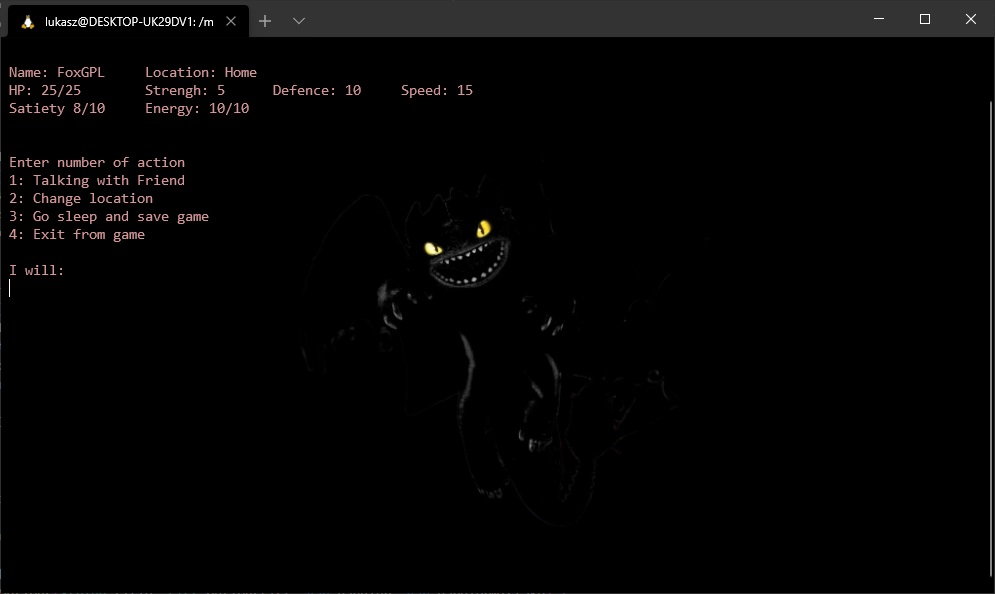 lukasz@DESKTOP-UK29DV1: /m
Name: FoxGPL Location: Home
HP: 25/25 Strengh: 5 Defence: 10 Speed: 15
Satiety 8/10 Energy: 10/10
Enter number of action
1: Talking with Friend
2: Change location
3: Go sleep and save game
4: Exit from game
I will: